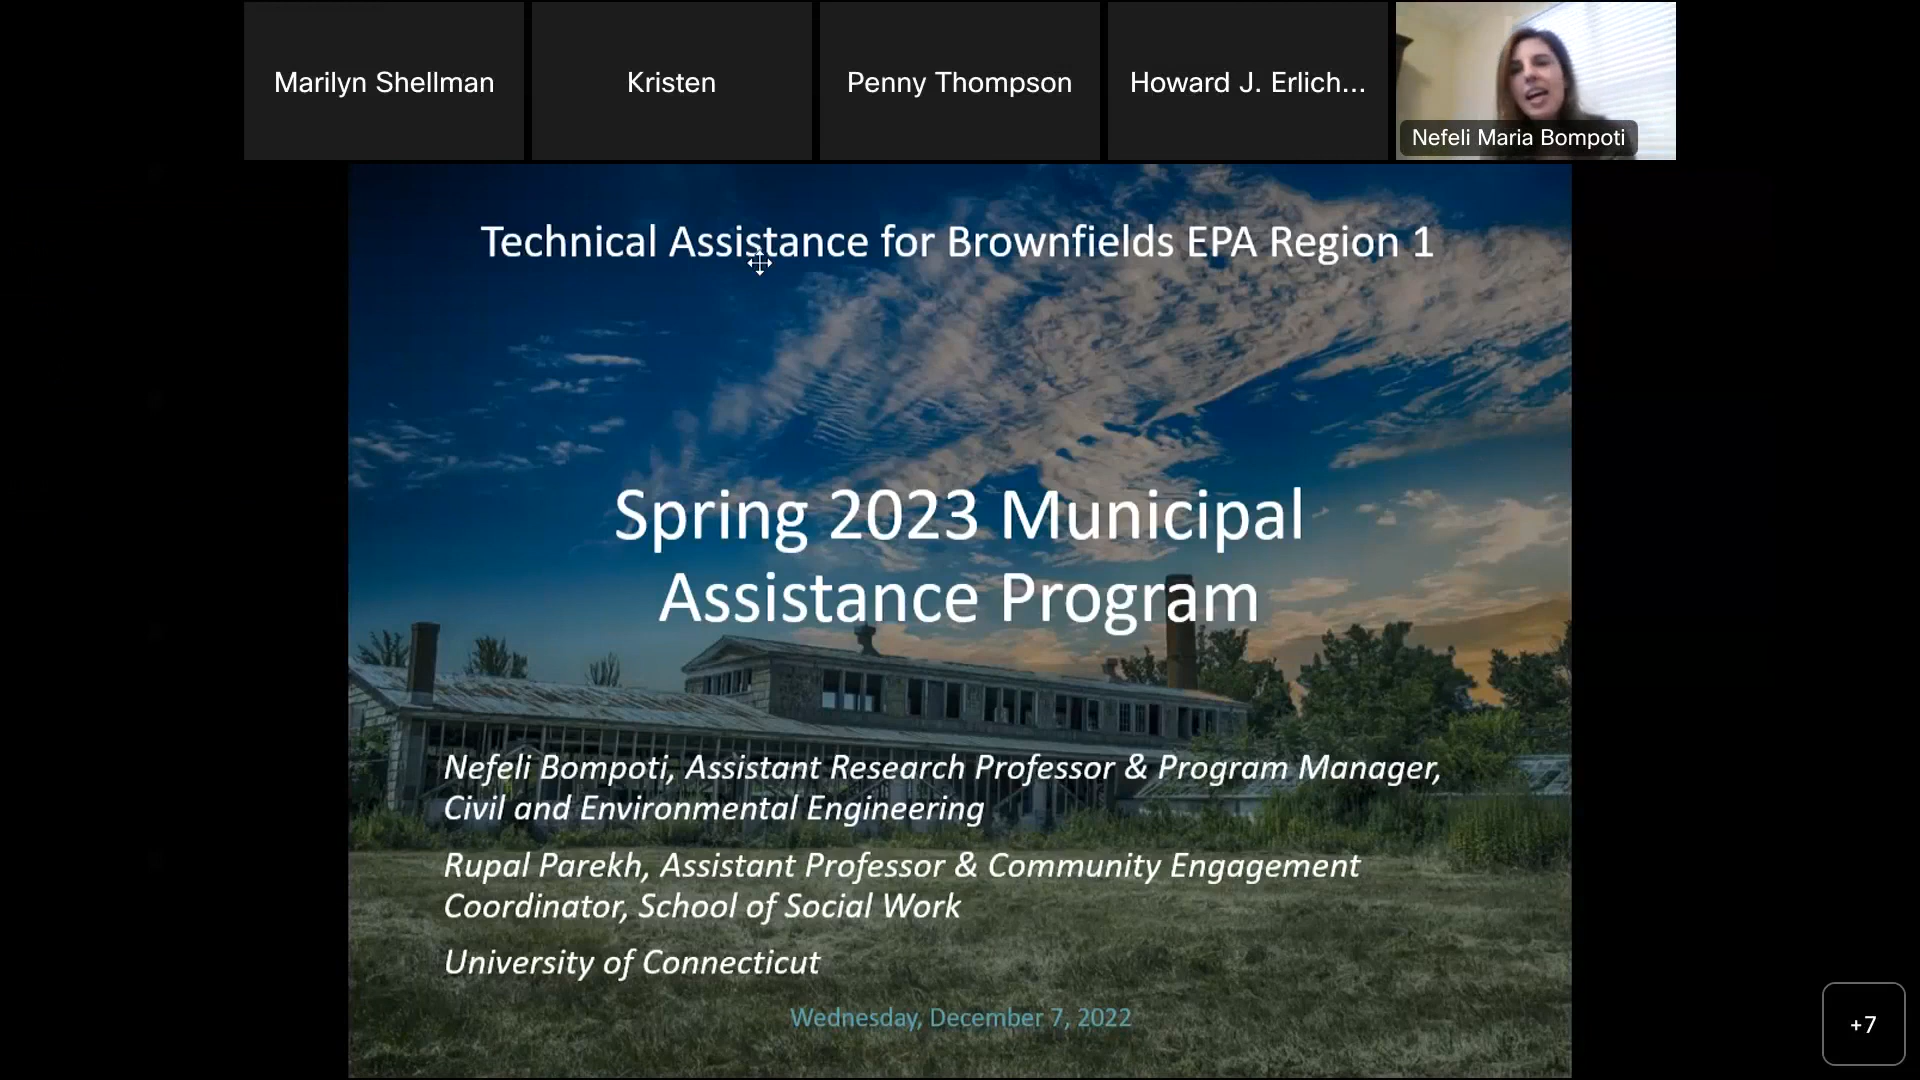 Marilyn Shellman
Kristen
Penny Thompson
Howard J. Erlich...
Nefeli Maria Bompoti
Technical Assistance for Brownfields EPA Region 1
Spring 2023 Municipal
Assistance Program
Nefeli Bompoti, Assistant Research Professor & Program Manager,
Civil and Environmental Engineering
Rupal Parekh, Assistant Professor & Community Engagement
Coordinator, School of Social Work
University of Connecticut
Wednesday, December 7, 2022
+7